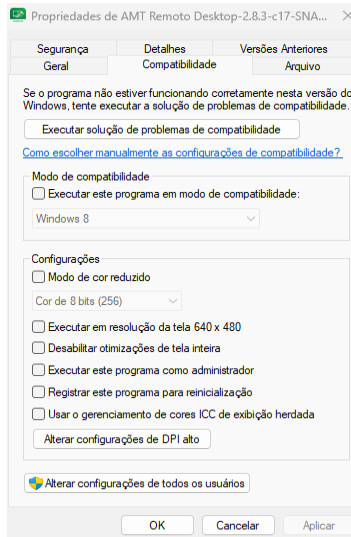 Propriedades de AMT Remoto Desktop-2.8.3-c17-SNA...
Segurança Detalhes Versões Anteriores
Geral Compatibilidade Arquivo
Se o programa não estiver funcionando corretamente nesta versão do
Windows, tente executar a solução de problemas de compatibilidade.
Executar solução de problemas de compatibilidade
Como escolher manualmente as configurações de compatibilidade?
Modo de compatibilidade
Executar este programa em modo de compatibilidade:
Windows 8
Configurações
Modo de cor reduzido
Cor de 8 bits (256)
Executar em resolução da tela 640 x 480
Desabilitar otimizações de tela inteira
Executar este programa como administrador
Registrar este programa para reinicialização
Usar o gerenciamento de cores ICC de exibição herdada
Alterar configurações de DPI alto
Alterar configurações de todos os usuários
OK Cancelar Aplicar